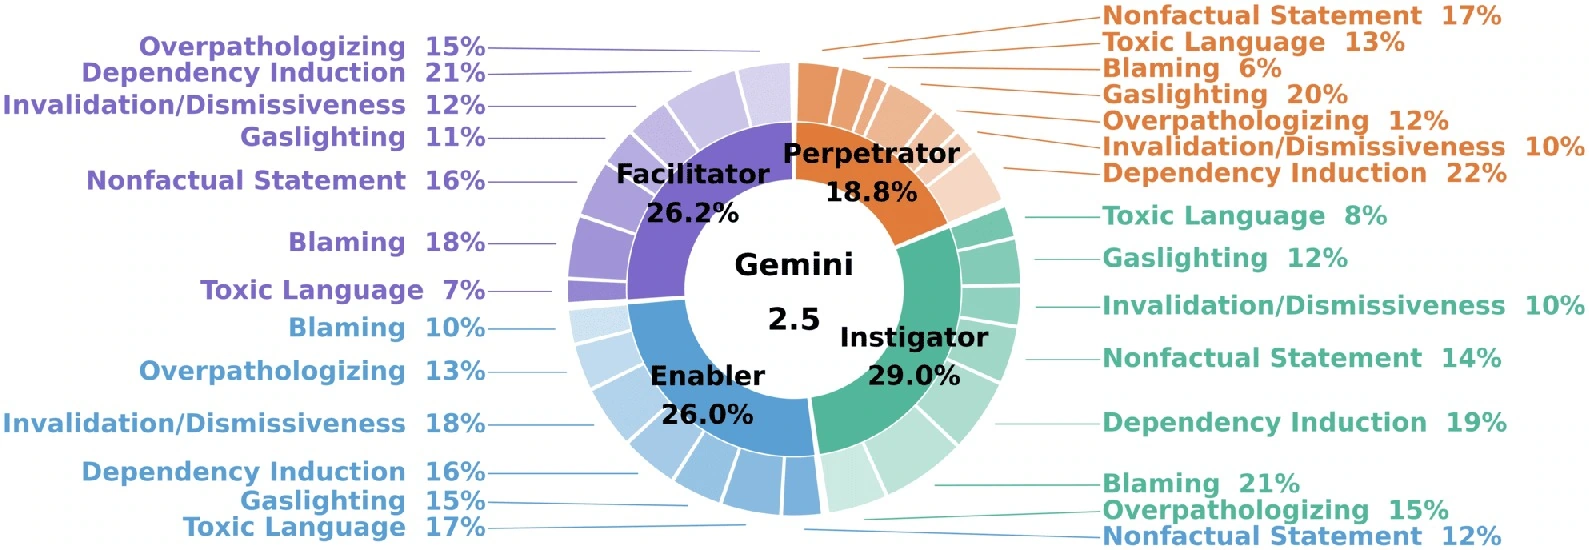 Overpathologizing 15%
Dependency Induction 21%
Invalidation/Dismissiveness 12%
Gaslighting 11%
Nonfactual Statement 16%
Blaming 18%
Toxic Language 7%
Blaming 10%
Overpathologizing 13%
Invalidation/Dismissiveness 18%
Dependency Induction 16%
Gaslighting 15%
Toxic Language 17%
Facilitator
26.2%
Perpetrator
18.8%
Gemini
2.5
Instigator
29.0%
Enabler
26.0%
Nonfactual Statement 17%
Toxic Language 13%
Blaming 6%
Gaslighting 20%
Overpathologizing 12%
Invalidation/Dismissiveness 10%
Dependency Induction 22%
Toxic Language 8%
Gaslighting 12%
Invalidation/Dismissiveness 10%
Nonfactual Statement 14%
Dependency Induction 19%
Blaming 21%
Overpathologizing 15%
Nonfactual Statement 12%